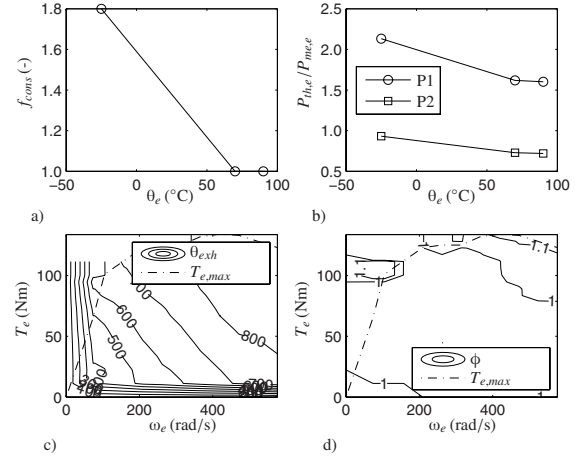 1.8
1.6
1.4
1.2
1.0
f_cons (-)
-50 0 50 100
θ_e (°C)
a)
2.5
2.0
1.5
1.0
0.5
P_th,e/P_me,e
P1
P2
-50 0 50 100
θ_e (°C)
b)
100
50
0
T_e (Nm)
θ_exh
T_e,max
600
500
800
0 200 400
ω_e (rad/s)
c)
100
50
0
T_e (Nm)
1.1
1
1
1
1
φ
T_e,max
0 200 400
ω_e (rad/s)
d)